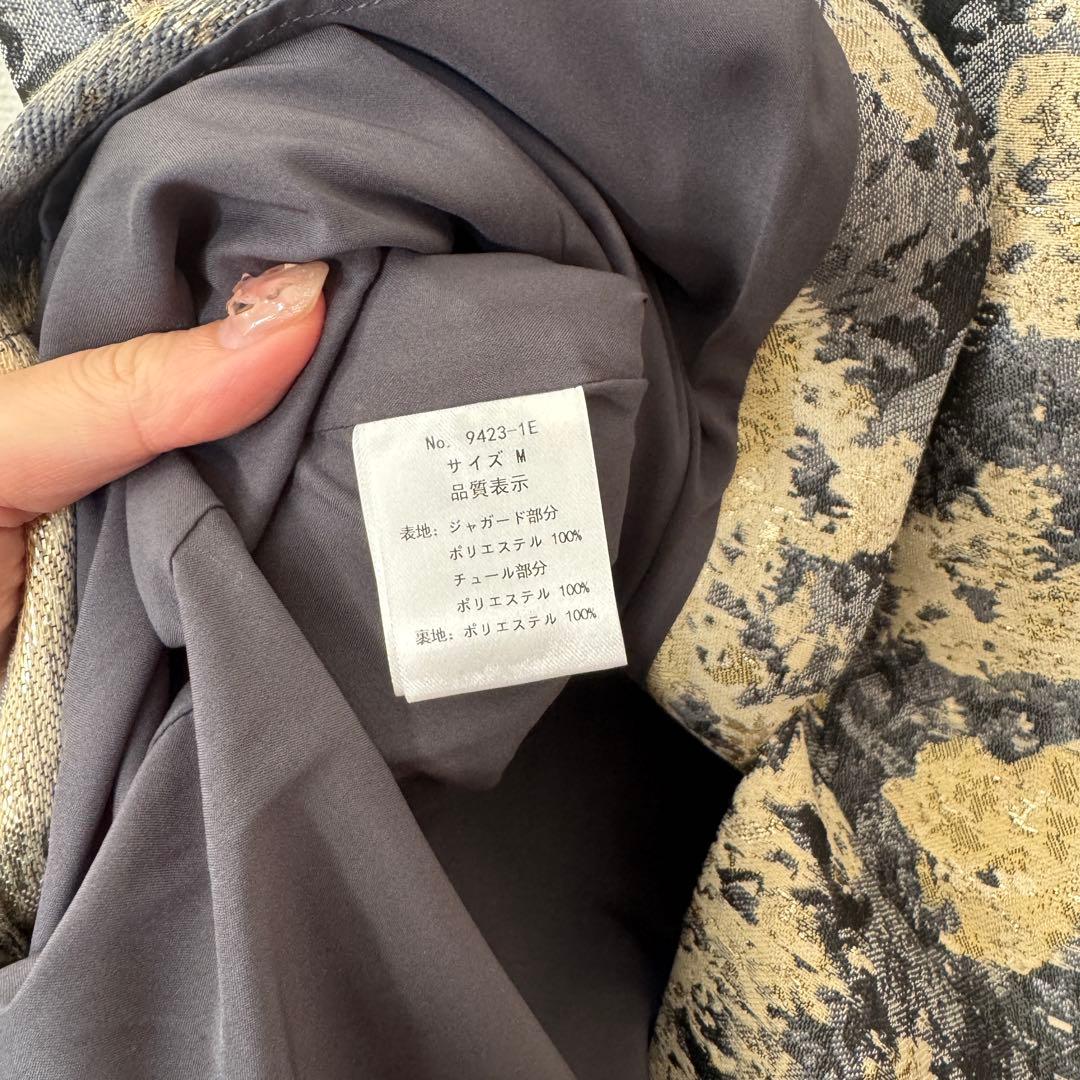 No. 9423-1E
サイズ M
品質表示
表地: ジャガード部分
ポリエステル 100%
チュール部分
ポリエステル 100%
裏地: ポリエステル 100%